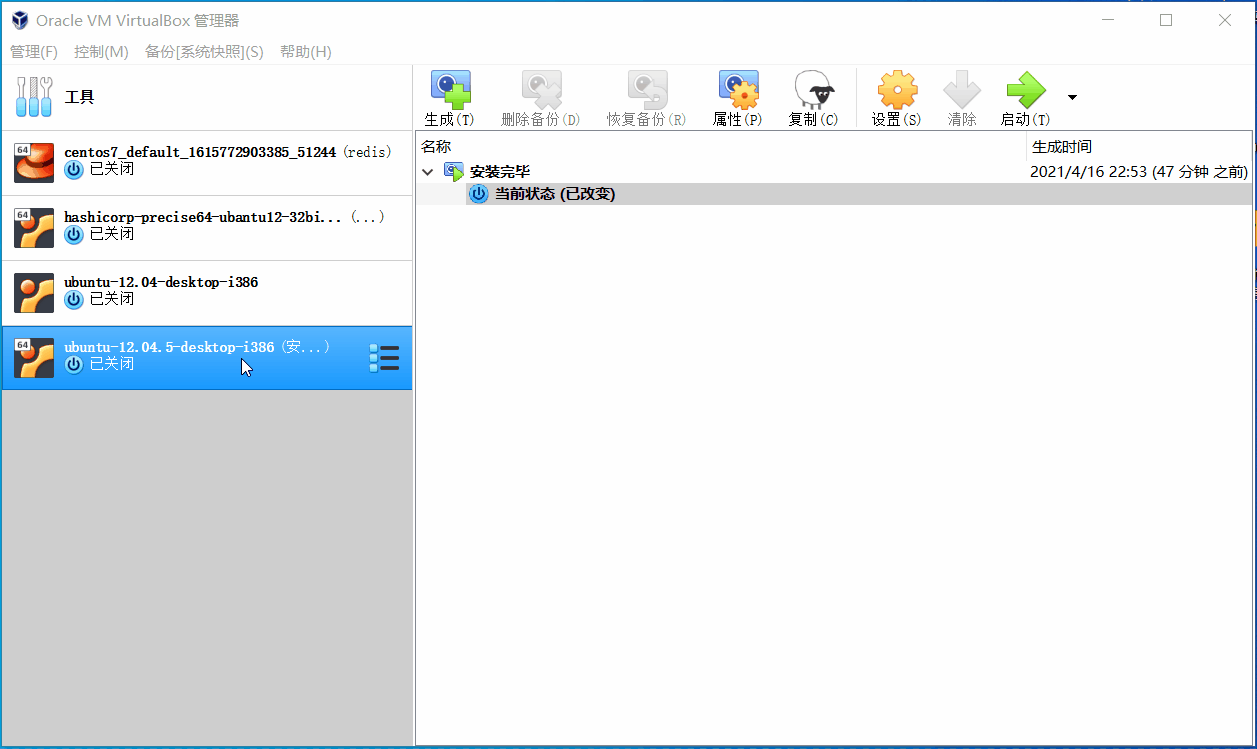 Oracle VM VirtualBox 管理器
管理(F) 控制(M) 备份[系统快照](S) 帮助(H)
工具
生成(T) 删除备份(D) 恢复备份(R) 属性(P) 复制(C) 设置(S) 清除 启动(T)
64
centos7_default_1615772903385_51244 (redis)
已关闭
64
hashicorp-precise64-ubantu12-32bi... (...)
已关闭
ubuntu-12.04-desktop-i386
已关闭
64
ubuntu-12.04.5-desktop-i386 (安...)
已关闭
名称 生成时间
安装完毕 2021/4/16 22:53 (47 分钟 之前)
当前状态 (已改变)